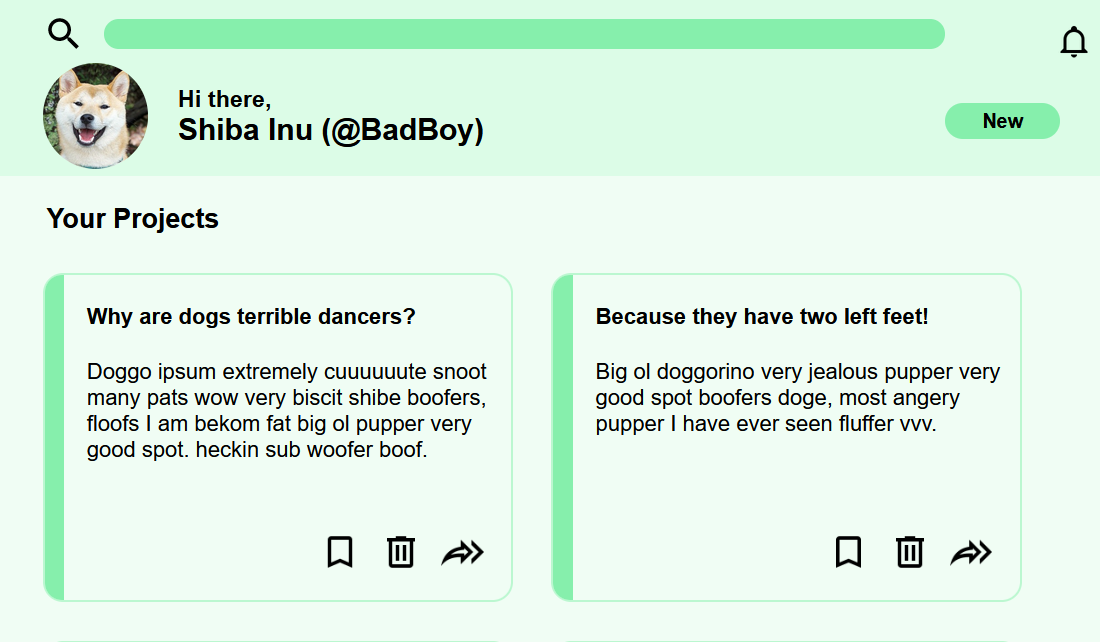 Hi there,
Shiba Inu (@BadBoy)
New
Your Projects
Why are dogs terrible dancers?
Doggo ipsum extremely cuuuuuute snoot
many pats wow very biscit shibe boofers,
floofs I am bekom fat big ol pupper very
good spot. heckin sub woofer boof.
Because they have two left feet!
Big ol doggorino very jealous pupper very
good spot boofers doge, most angery
pupper I have ever seen fluffer vvv.